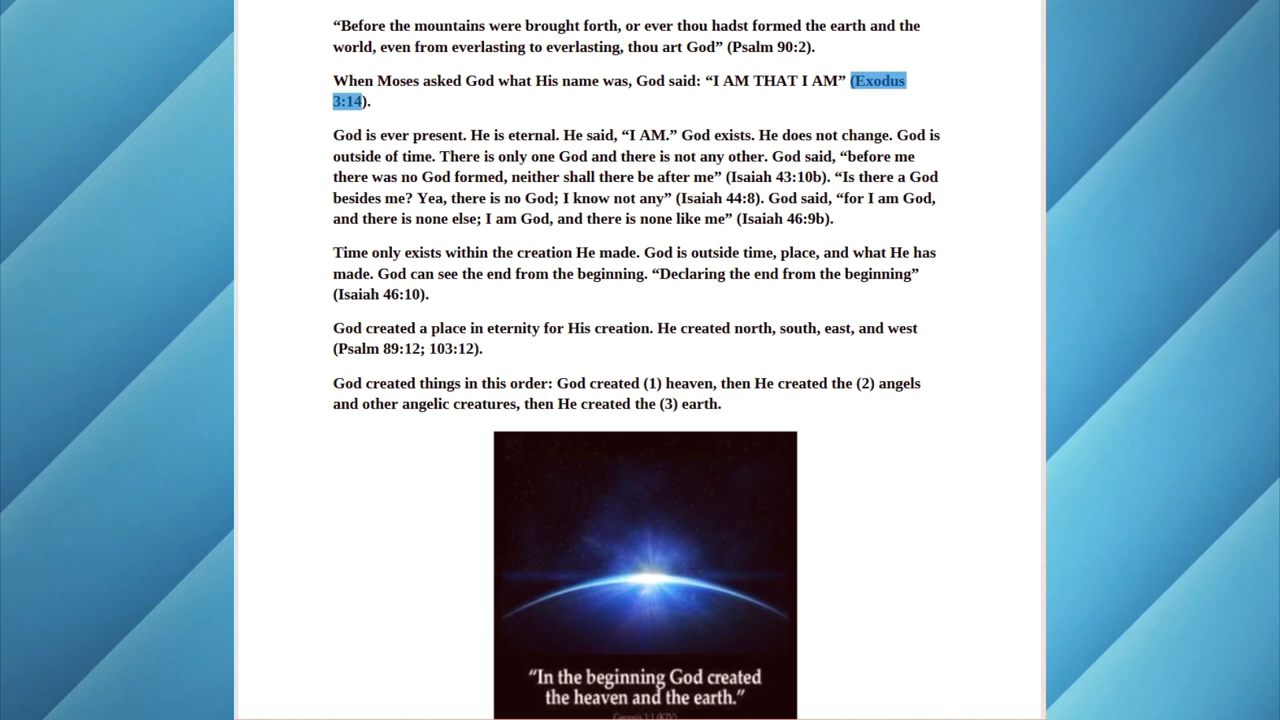 “Before the mountains were brought forth, or ever thou hadst formed the earth and the
world, even from everlasting to everlasting, thou art God” (Psalm 90:2).
When Moses asked God what His name was, God said: “I AM THAT I AM” (Exodus
3:14).
God is ever present. He is eternal. He said, “I AM.” God exists. He does not change. God is
outside of time. There is only one God and there is not any other. God said, “before me
there was no God formed, neither shall there be after me” (Isaiah 43:10b). “Is there a God
besides me? Yea, there is no God; I know not any” (Isaiah 44:8). God said, “for I am God,
and there is none else; I am God, and there is none like me” (Isaiah 46:9b).
Time only exists within the creation He made. God is outside time, place, and what He has
made. God can see the end from the beginning. “Declaring the end from the beginning”
(Isaiah 46:10).
God created a place in eternity for His creation. He created north, south, east, and west
(Psalm 89:12; 103:12).
God created things in this order: God created (1) heaven, then He created the (2) angels
and other angelic creatures, then He created the (3) earth.
“In the beginning God created
the heaven and the earth.”
Genesis 1:1 (KJV)